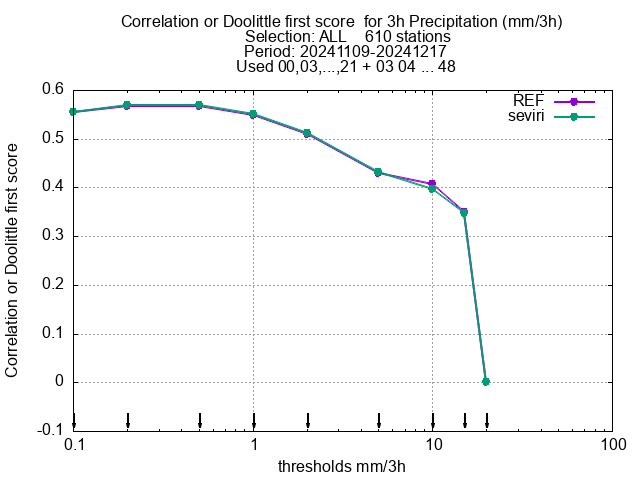 Correlation or Doolittle first score  for 3h Precipitation (mm/3h)
Selection: ALL    610 stations
Period: 20241109-20241217
Used 00,03,...,21 + 03 04 ... 48
REF
seviri
0.6
0.5
0.4
0.3
0.2
0.1
0
-0.1
Correlation or Doolittle first score
0.1
1
10
100
thresholds mm/3h